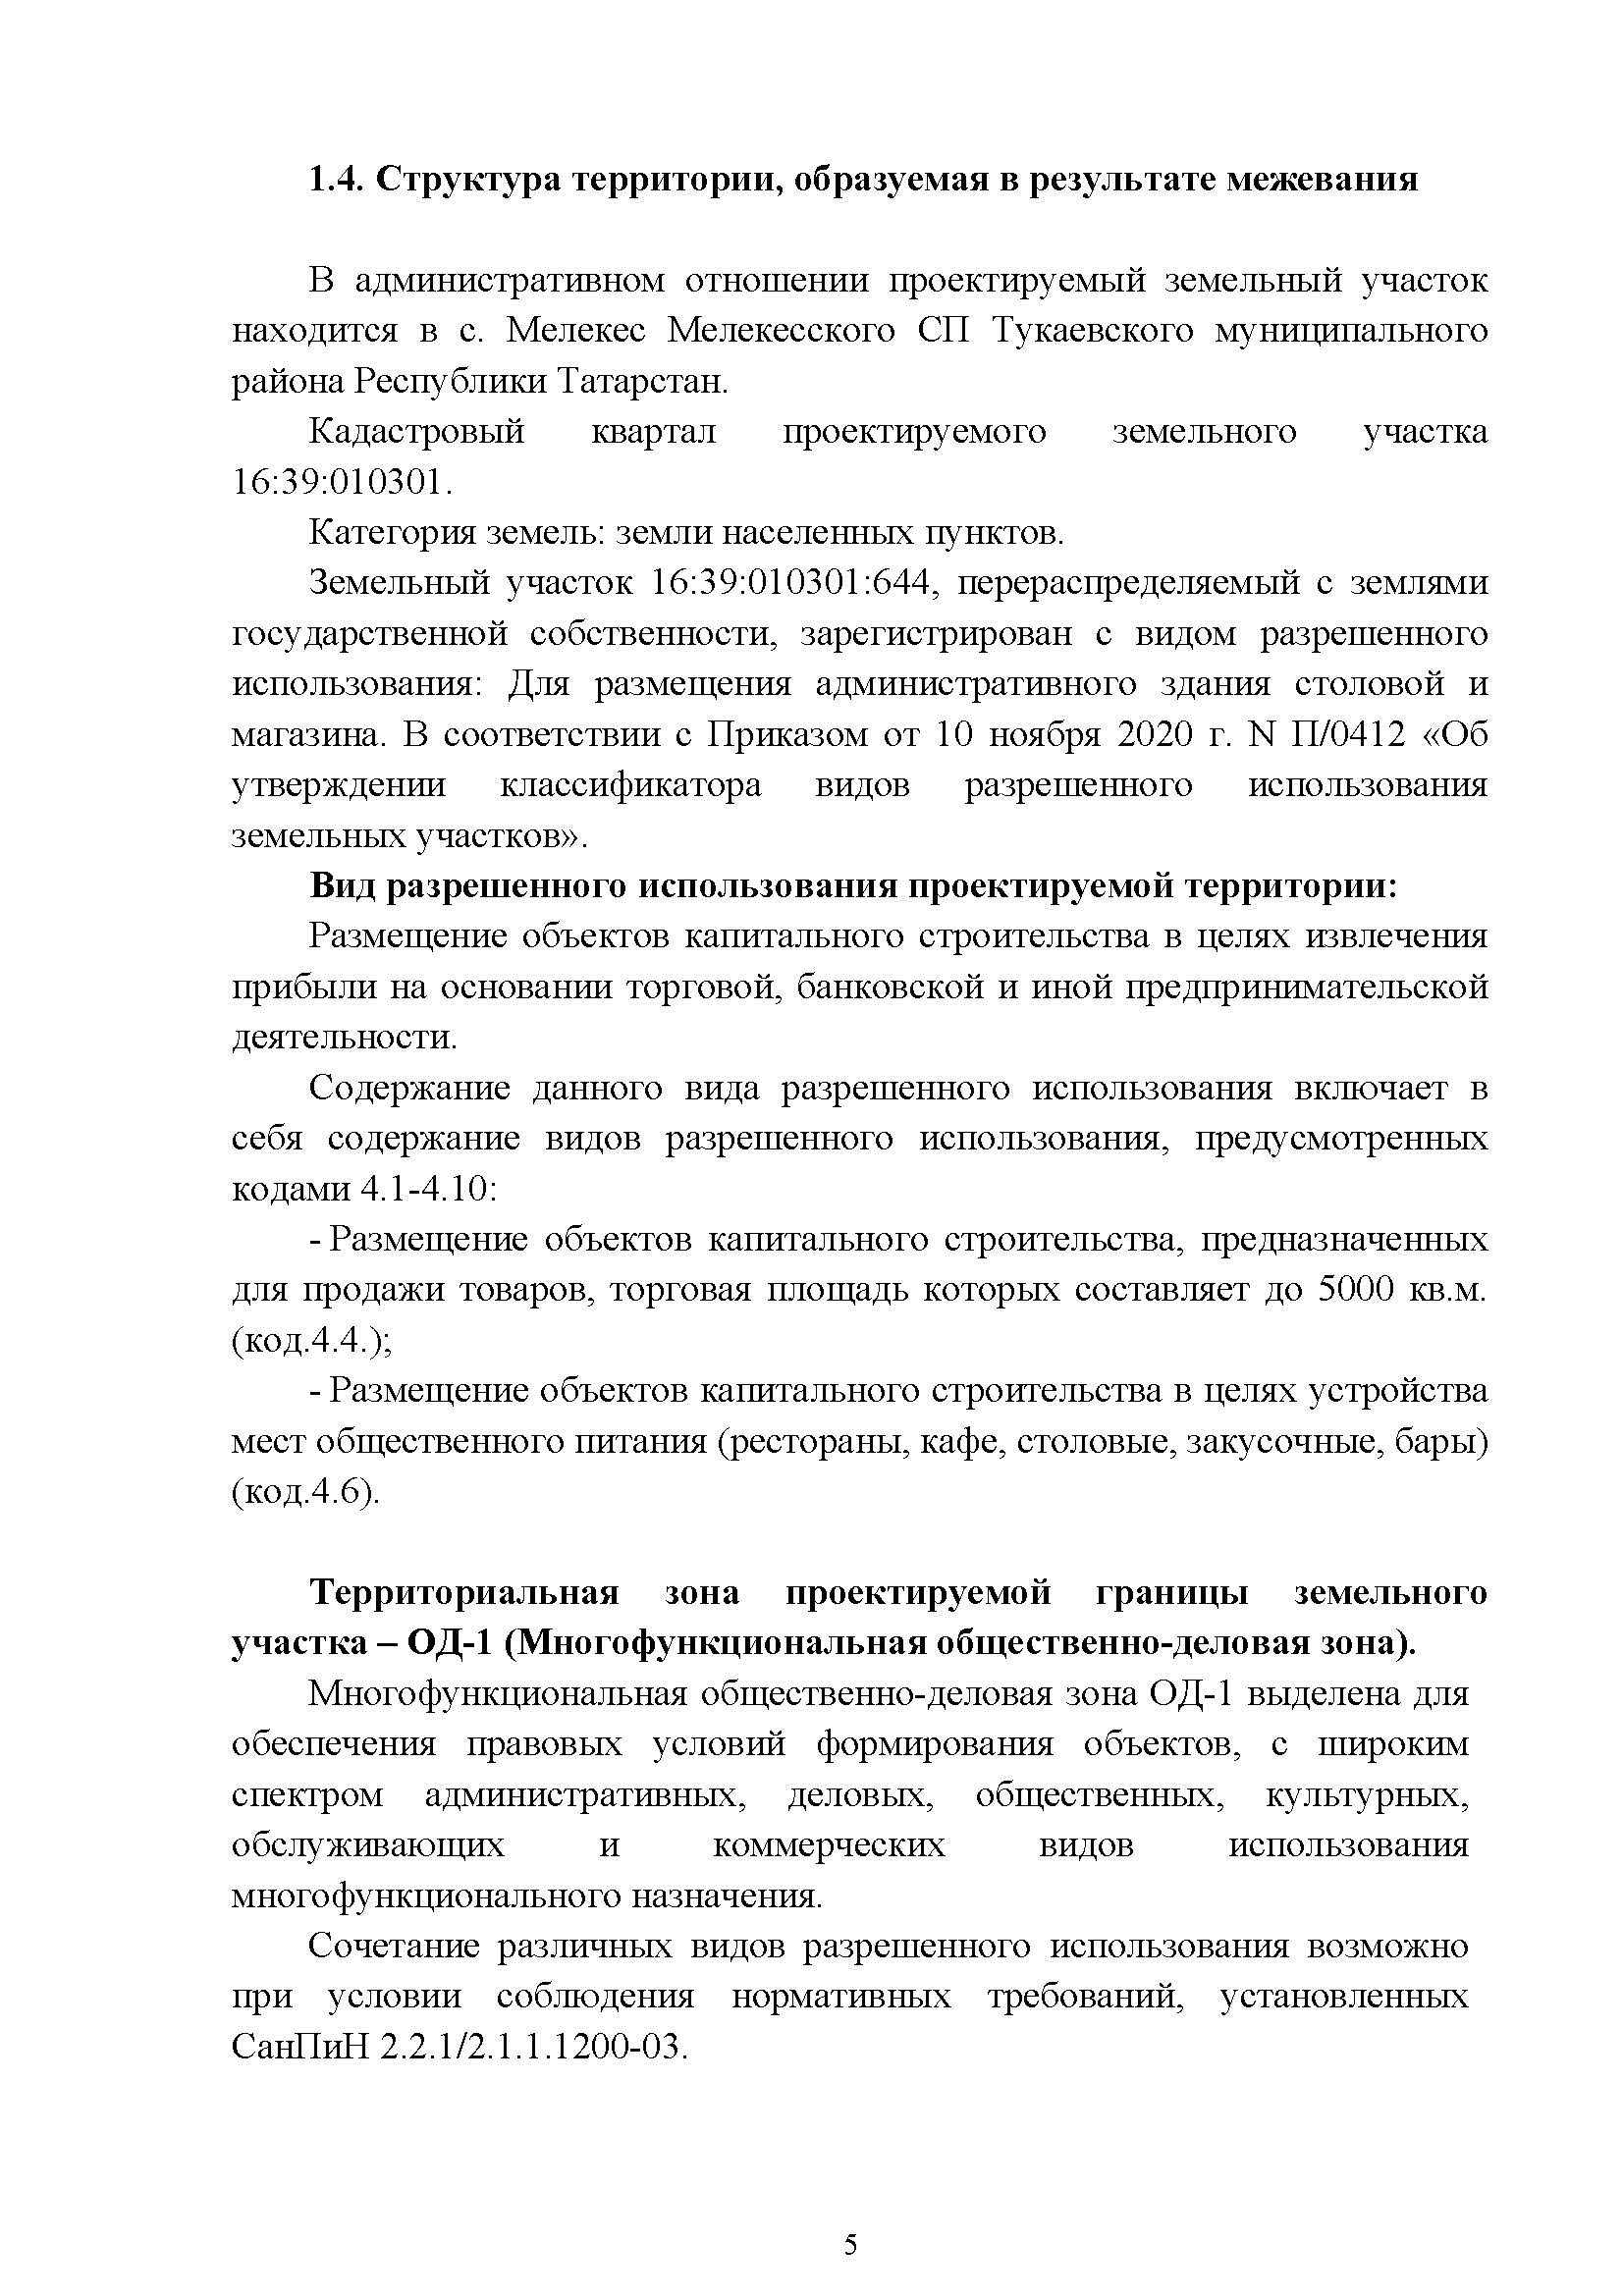 1.4. Структура территории, образуемая в результате межевания
В административном отношении проектируемый земельный участок
находится в с. Мелекес Мелекесского СП Тукаевского муниципального
района Республики Татарстан.
Кадастровый квартал проектируемого земельного участка
16:39:010301.
Категория земель: земли населенных пунктов.
Земельный участок 16:39:010301:644, перераспределяемый с землями
государственной собственности, зарегистрирован с видом разрешенного
использования: Для размещения административного здания столовой и
магазина. В соответствии с Приказом от 10 ноября 2020 г. N П/0412 «Об
утверждении классификатора видов разрешенного использования
земельных участков».
Вид разрешенного использования проектируемой территории:
Размещение объектов капитального строительства в целях извлечения
прибыли на основании торговой, банковской и иной предпринимательской
деятельности.
Содержание данного вида разрешенного использования включает в
себя содержание видов разрешенного использования, предусмотренных
кодами 4.1-4.10:
- Размещение объектов капитального строительства, предназначенных
для продажи товаров, торговая площадь которых составляет до 5000 кв.м.
(код.4.4.);
- Размещение объектов капитального строительства в целях устройства
мест общественного питания (рестораны, кафе, столовые, закусочные, бары)
(код.4.6).
Территориальная зона проектируемой границы земельного
участка – ОД-1 (Многофункциональная общественно-деловая зона).
Многофункциональная общественно-деловая зона ОД-1 выделена для
обеспечения правовых условий формирования объектов, с широким
спектром административных, деловых, общественных, культурных,
обслуживающих и коммерческих видов использования
многофункционального назначения.
Сочетание различных видов разрешенного использования возможно
при условии соблюдения нормативных требований, установленных
СанПиН 2.2.1/2.1.1.1200-03.
5